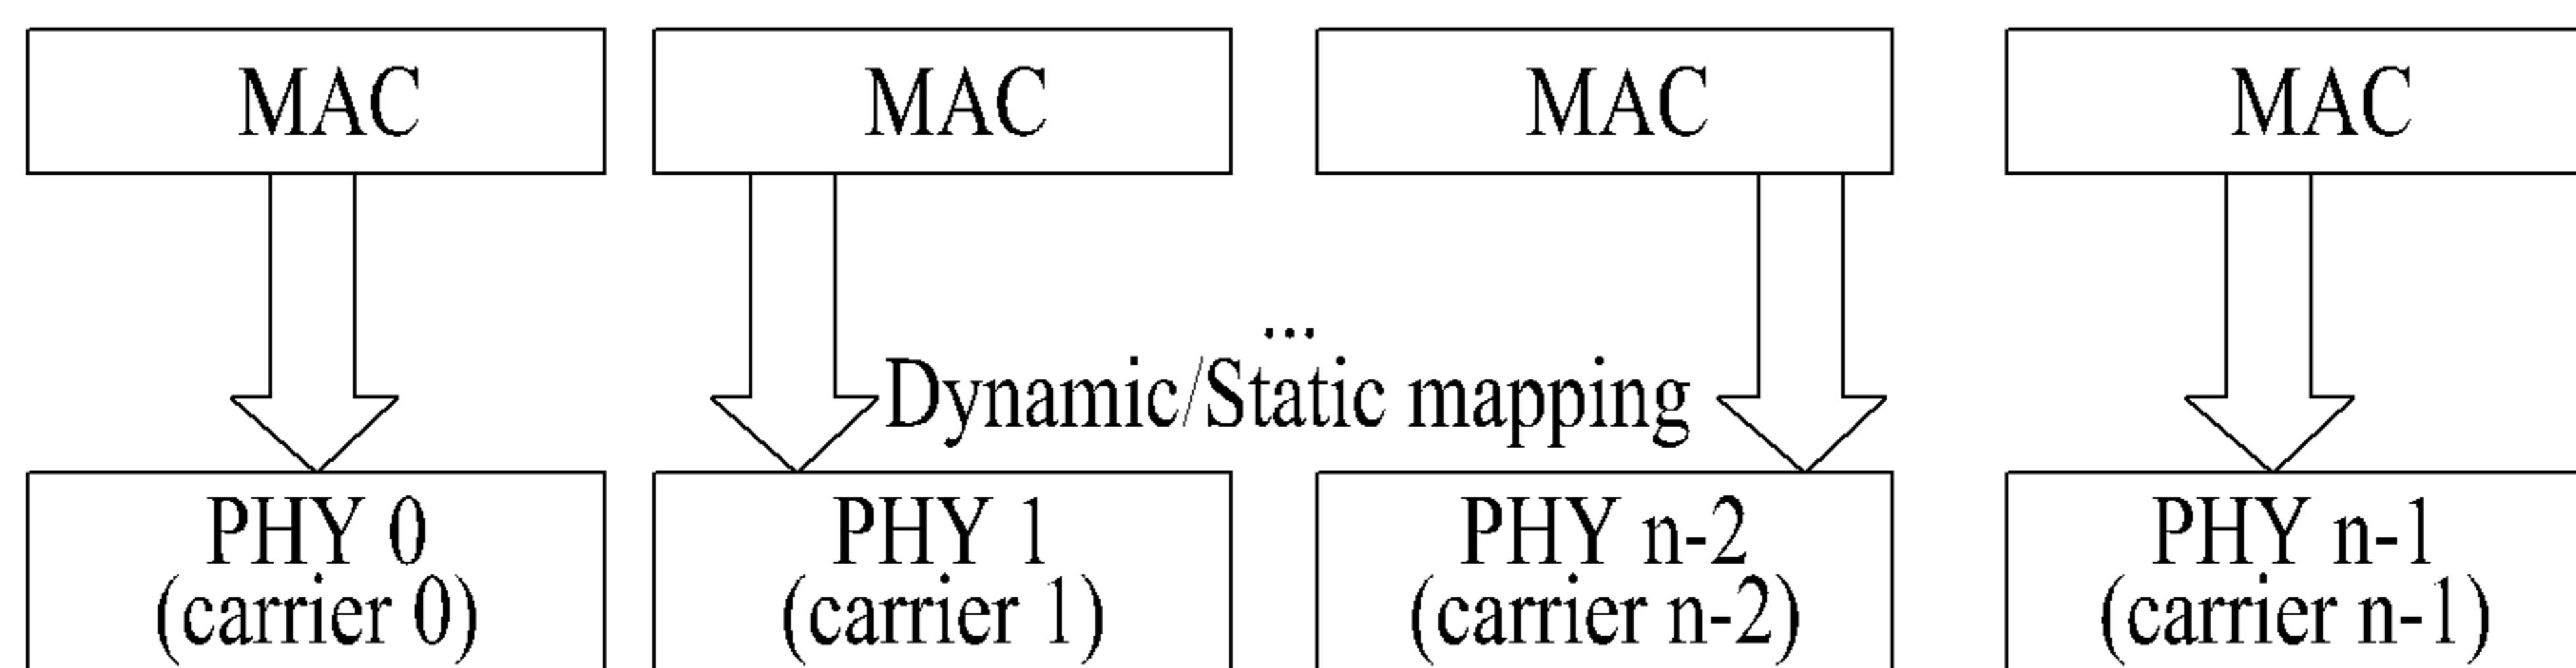 MAC MAC MAC MAC
...
Dynamic/Static mapping
PHY 0 PHY 1 PHY n-2 PHY n-1
(carrier 0) (carrier 1) (carrier n-2) (carrier n-1)